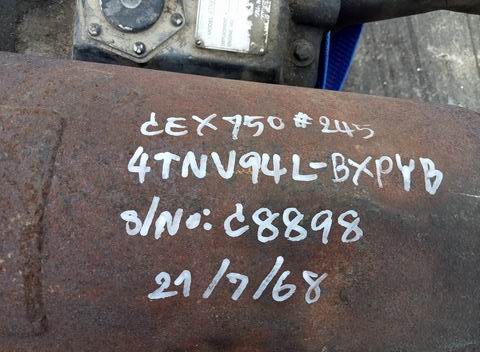 CEX750 #245
4TNV94L-BXPYB
S/No: C8898
21/7/68